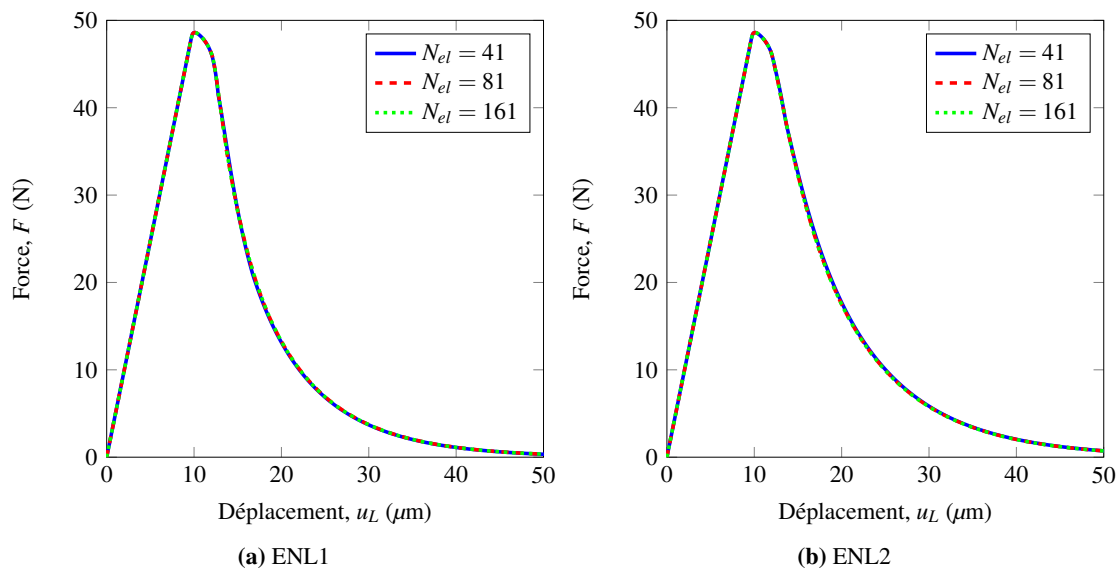 50
40
30
20
10
0
0 10 20 30 40 50
Force, F (N)
Déplacement, u_L (μm)
N_el = 41
N_el = 81
N_el = 161
(a) ENL1
50
40
30
20
10
0
0 10 20 30 40 50
Force, F (N)
Déplacement, u_L (μm)
N_el = 41
N_el = 81
N_el = 161
(b) ENL2